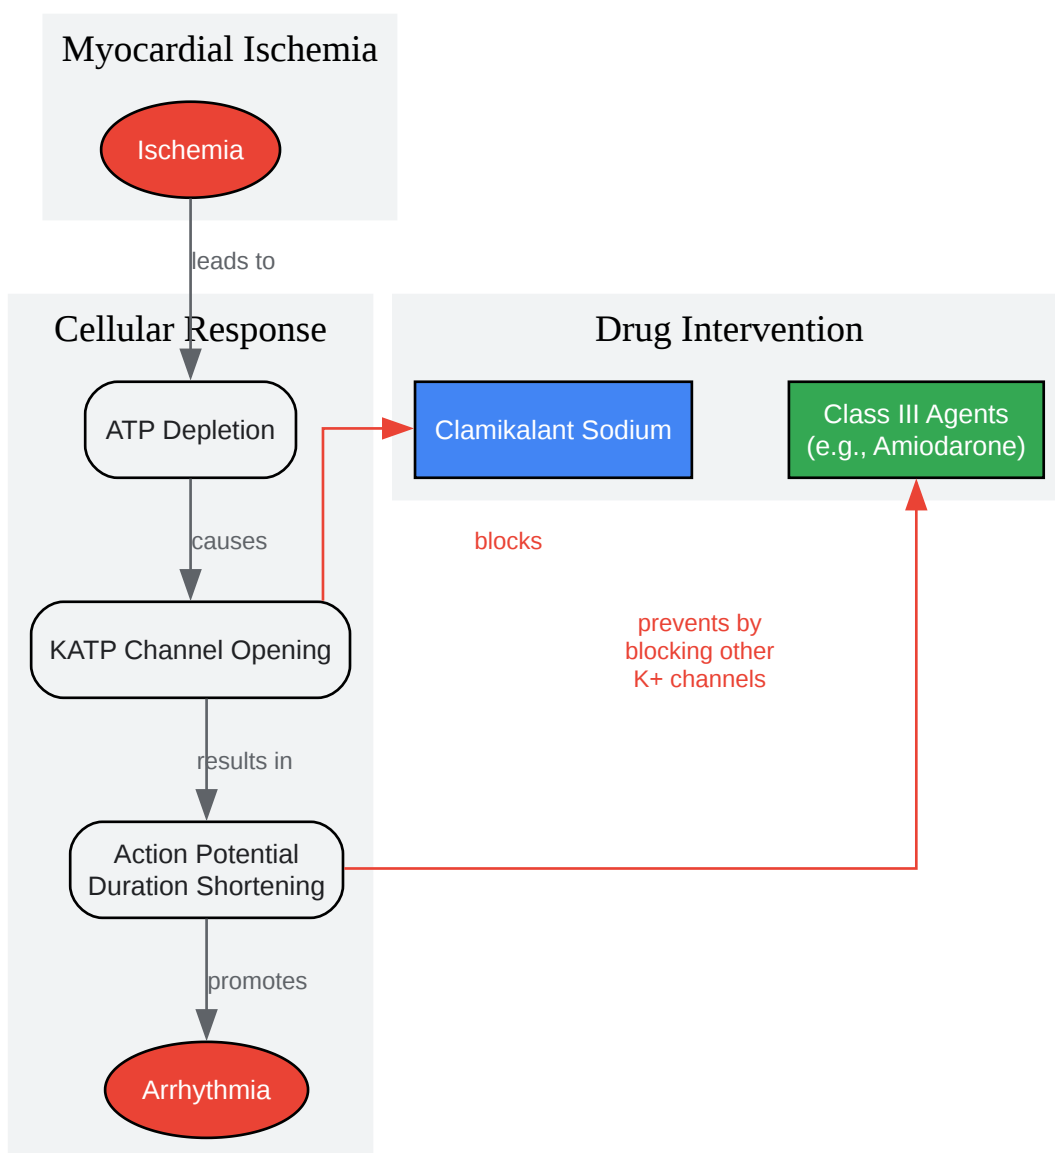 Myocardial Ischemia
Ischemia
leads to
Cellular Response
Drug Intervention
ATP Depletion
Clamikalant Sodium
Class III Agents
(e.g., Amiodarone)
causes
blocks
KATP Channel Opening
prevents by
blocking other
K+ channels
results in
Action Potential
Duration Shortening
promotes
Arrhythmia